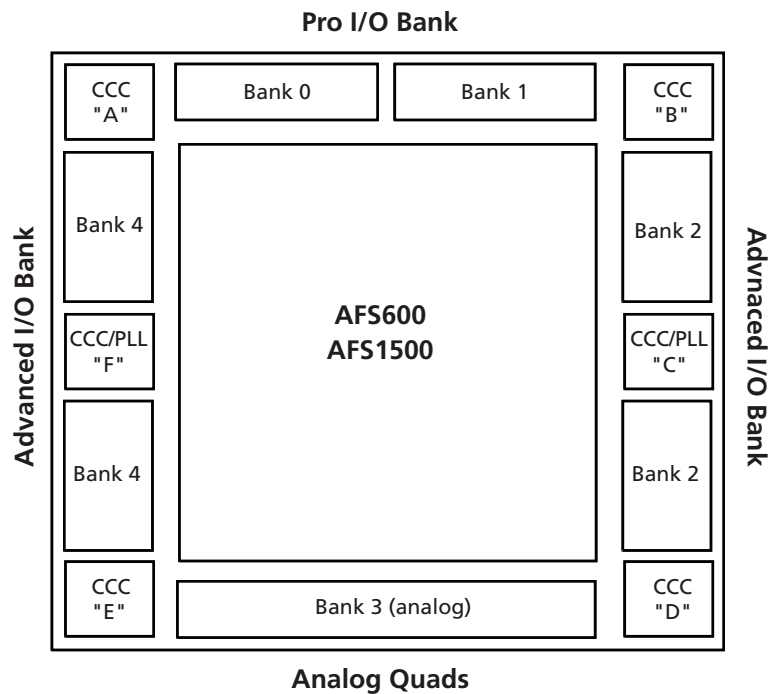 Pro I/O Bank
CCC
"A"
Bank 0
Bank 1
CCC
"B"
Bank 4
Bank 2
Advanced I/O Bank
Advnaced I/O Bank
AFS600
AFS1500
CCC/PLL
"F"
CCC/PLL
"C"
Bank 4
Bank 2
CCC
"E"
Bank 3 (analog)
CCC
"D"
Analog Quads